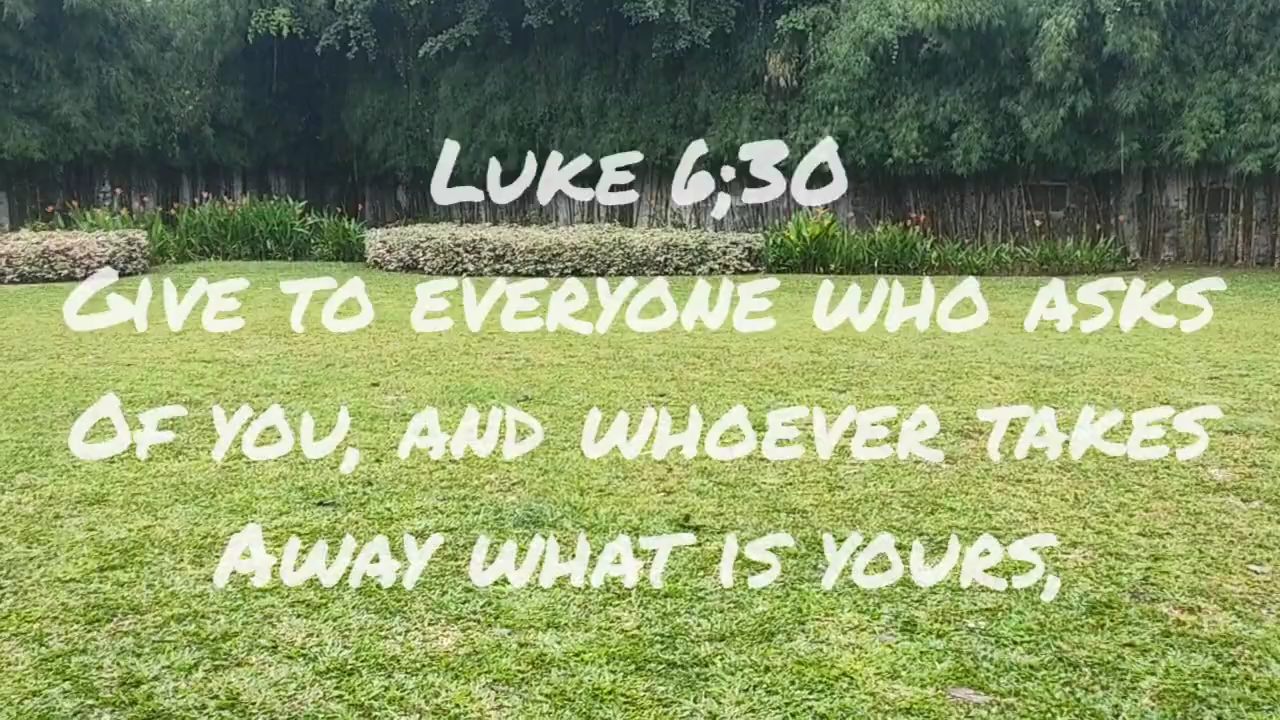 Luke 6;30
Give to everyone who asks
Of you, and whoever takes
Away what is yours,